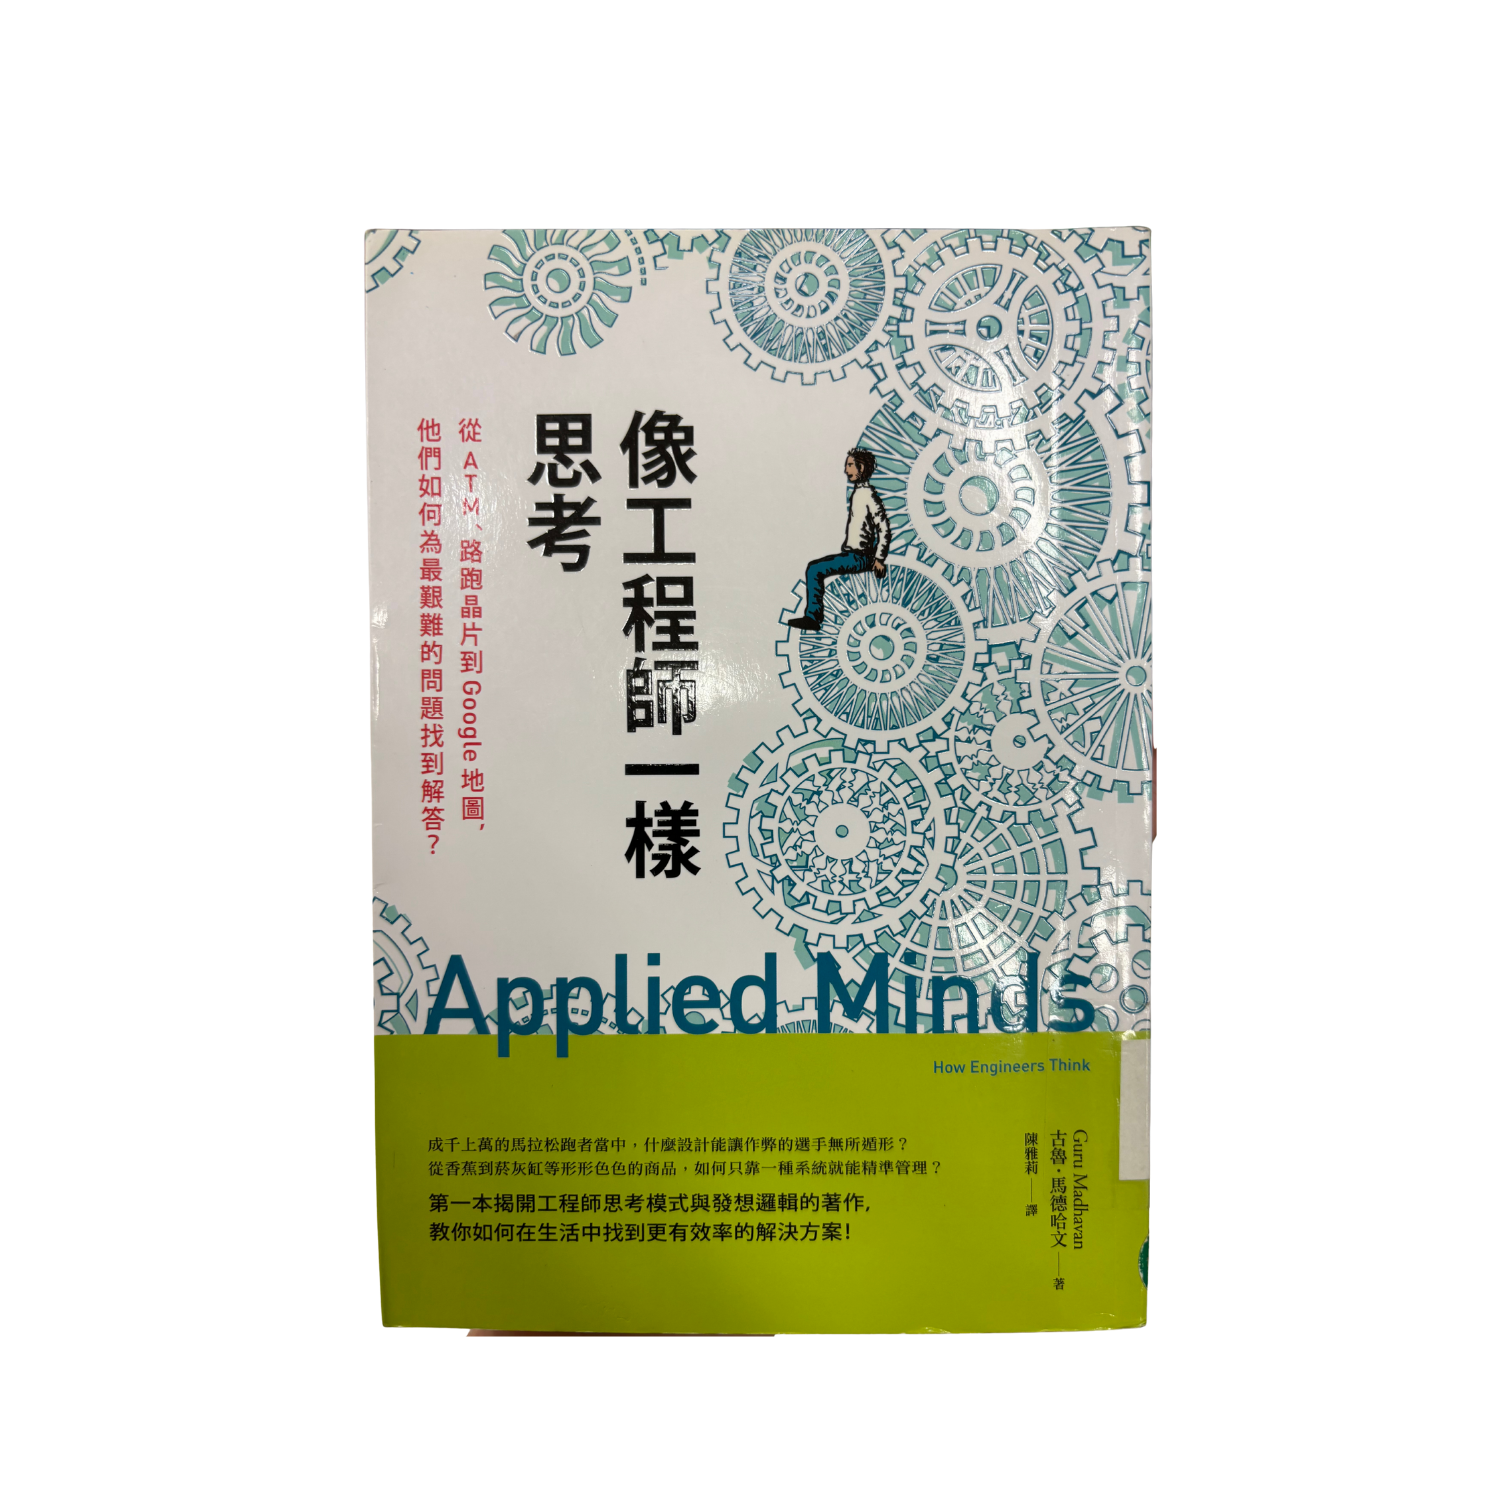 像工程師一樣
思考
從ATM、路跑晶片到Google地圖,
他們如何為最艱難的問題找到解答?
Applied Minds
How Engineers Think
成千上萬的馬拉松跑者當中，什麼設計能讓作弊的選手無所遁形？
從香蕉到菸灰缸等形形色色的商品，如何只靠一種系統就能精準管理？
第一本揭開工程師思考模式與發想邏輯的著作,
教你如何在生活中找到更有效率的解決方案!
Guru Madhavan
古魯・馬德哈文——著
陳雅莉——譯